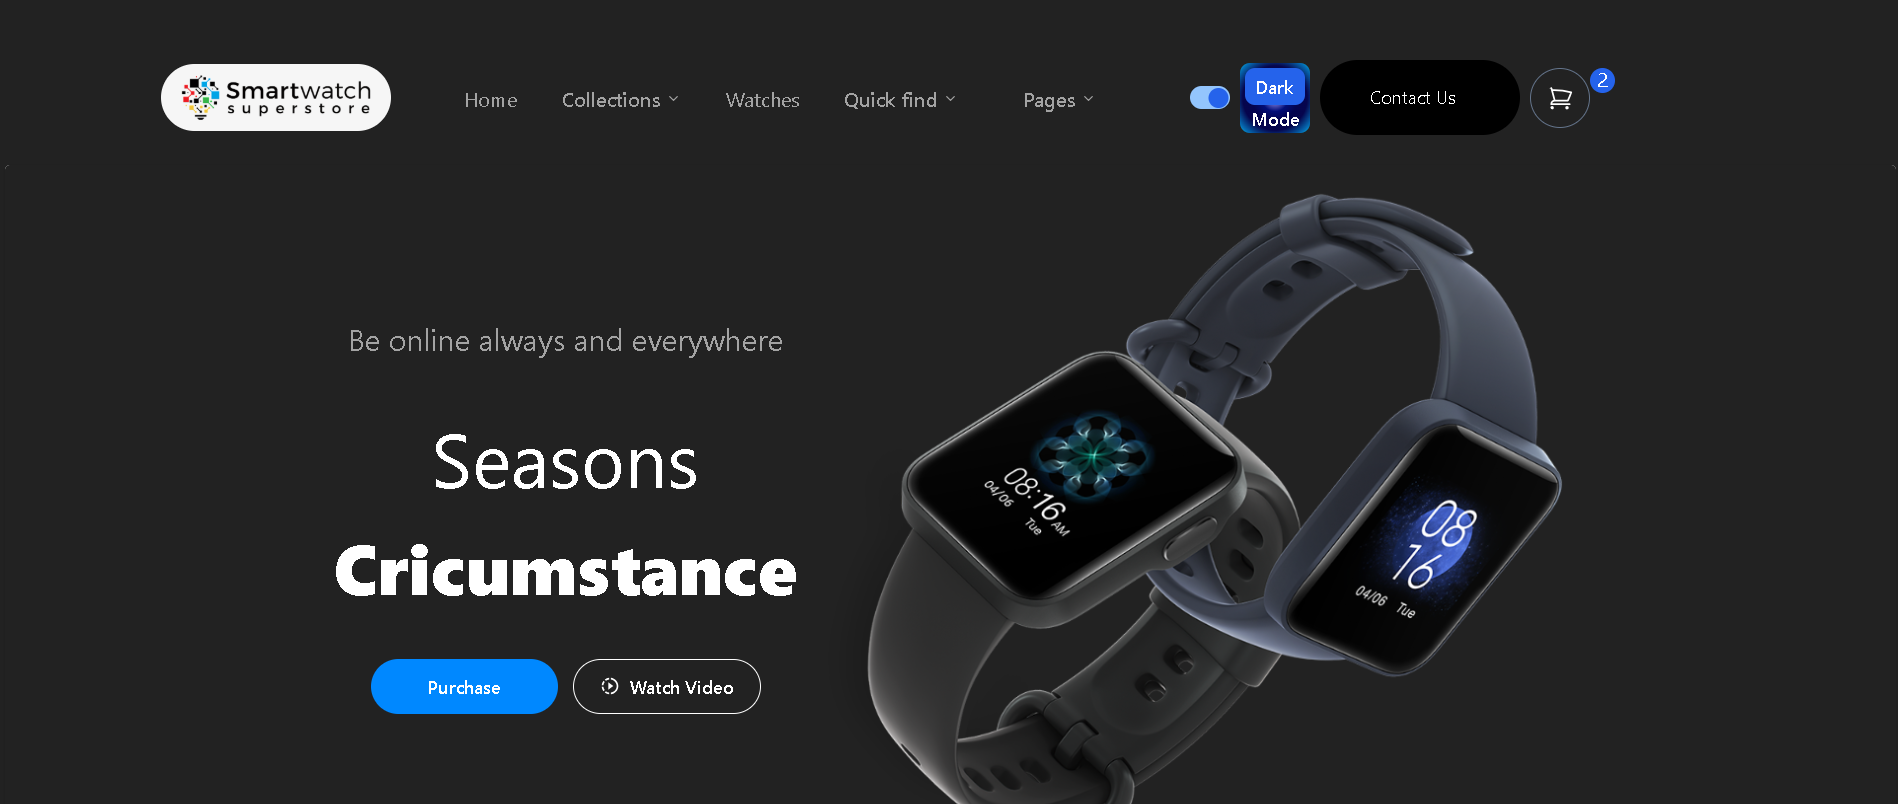 Smartwatch
superstore
Home
Collections
Watches
Quick find
Pages
Dark
Mode
Contact Us
2
Be online always and everywhere
Seasons
Cricumstance
Purchase
Watch Video
08:16 AM
04/06 Tue
08
16
04/06 Tue